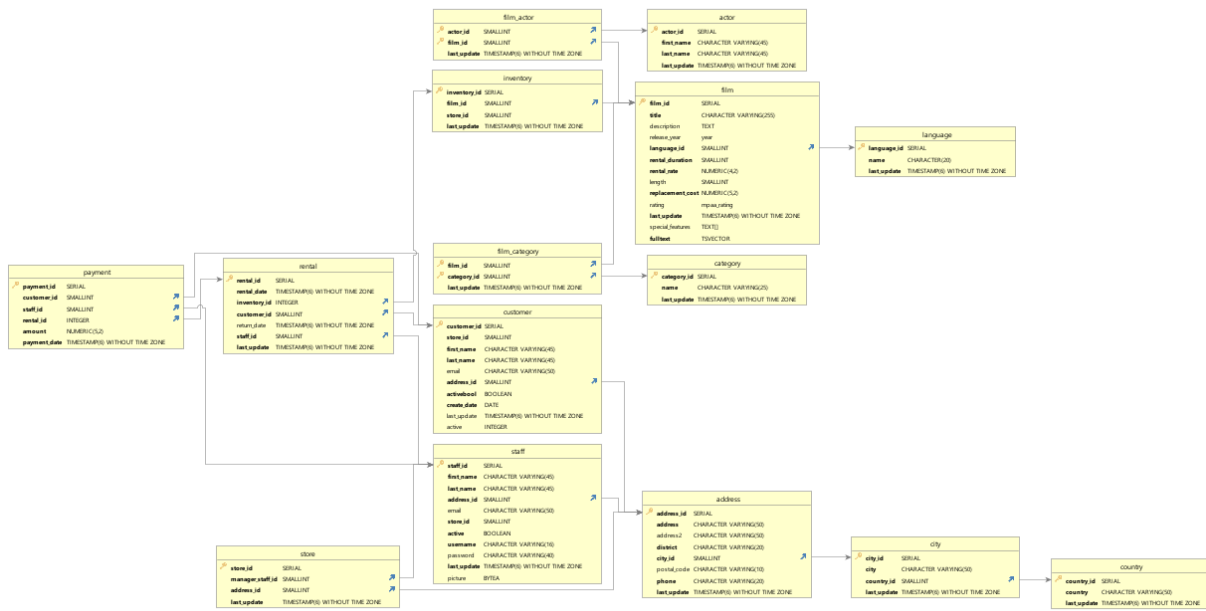 film_actor
actor_id SMALLINT
film_id SMALLINT
last_update TIMESTAMP(6) WITHOUT TIME ZONE
actor
actor_id SERIAL
first_name CHARACTER VARYING(45)
last_name CHARACTER VARYING(45)
last_update TIMESTAMP(6) WITHOUT TIME ZONE
inventory
inventory_id SERIAL
film_id SMALLINT
store_id SMALLINT
last_update TIMESTAMP(6) WITHOUT TIME ZONE
film
film_id SERIAL
title CHARACTER VARYING(255)
description TEXT
release_year year
language_id SMALLINT
rental_duration SMALLINT
rental_rate NUMERIC(4,2)
length SMALLINT
replacement_cost NUMERIC(5,2)
rating mpaa_rating
last_update TIMESTAMP(6) WITHOUT TIME ZONE
special_features TEXT[]
fulltext TSVECTOR
language
language_id SERIAL
name CHARACTER(20)
last_update TIMESTAMP(6) WITHOUT TIME ZONE
film_category
film_id SMALLINT
category_id SMALLINT
last_update TIMESTAMP(6) WITHOUT TIME ZONE
category
category_id SERIAL
name CHARACTER VARYING(25)
last_update TIMESTAMP(6) WITHOUT TIME ZONE
payment
payment_id SERIAL
customer_id SMALLINT
staff_id SMALLINT
rental_id INTEGER
amount NUMERIC(5,2)
payment_date TIMESTAMP(6) WITHOUT TIME ZONE
rental
rental_id SERIAL
rental_date TIMESTAMP(6) WITHOUT TIME ZONE
inventory_id INTEGER
customer_id SMALLINT
return_date TIMESTAMP(6) WITHOUT TIME ZONE
staff_id SMALLINT
last_update TIMESTAMP(6) WITHOUT TIME ZONE
customer
customer_id SERIAL
store_id SMALLINT
first_name CHARACTER VARYING(45)
last_name CHARACTER VARYING(45)
email CHARACTER VARYING(50)
address_id SMALLINT
activebool BOOLEAN
create_date DATE
last_update TIMESTAMP(6) WITHOUT TIME ZONE
active INTEGER
staff
staff_id SERIAL
first_name CHARACTER VARYING(45)
last_name CHARACTER VARYING(45)
address_id SMALLINT
email CHARACTER VARYING(50)
store_id SMALLINT
active BOOLEAN
username CHARACTER VARYING(16)
password CHARACTER VARYING(40)
last_update TIMESTAMP(6) WITHOUT TIME ZONE
picture BYTEA
store
store_id SERIAL
manager_staff_id SMALLINT
address_id SMALLINT
last_update TIMESTAMP(6) WITHOUT TIME ZONE
address
address_id SERIAL
address CHARACTER VARYING(50)
address2 CHARACTER VARYING(50)
district CHARACTER VARYING(20)
city_id SMALLINT
postal_code CHARACTER VARYING(10)
phone CHARACTER VARYING(20)
last_update TIMESTAMP(6) WITHOUT TIME ZONE
city
city_id SERIAL
city CHARACTER VARYING(50)
country_id SMALLINT
last_update TIMESTAMP(6) WITHOUT TIME ZONE
country
country_id SERIAL
country CHARACTER VARYING(50)
last_update TIMESTAMP(6) WITHOUT TIME ZONE